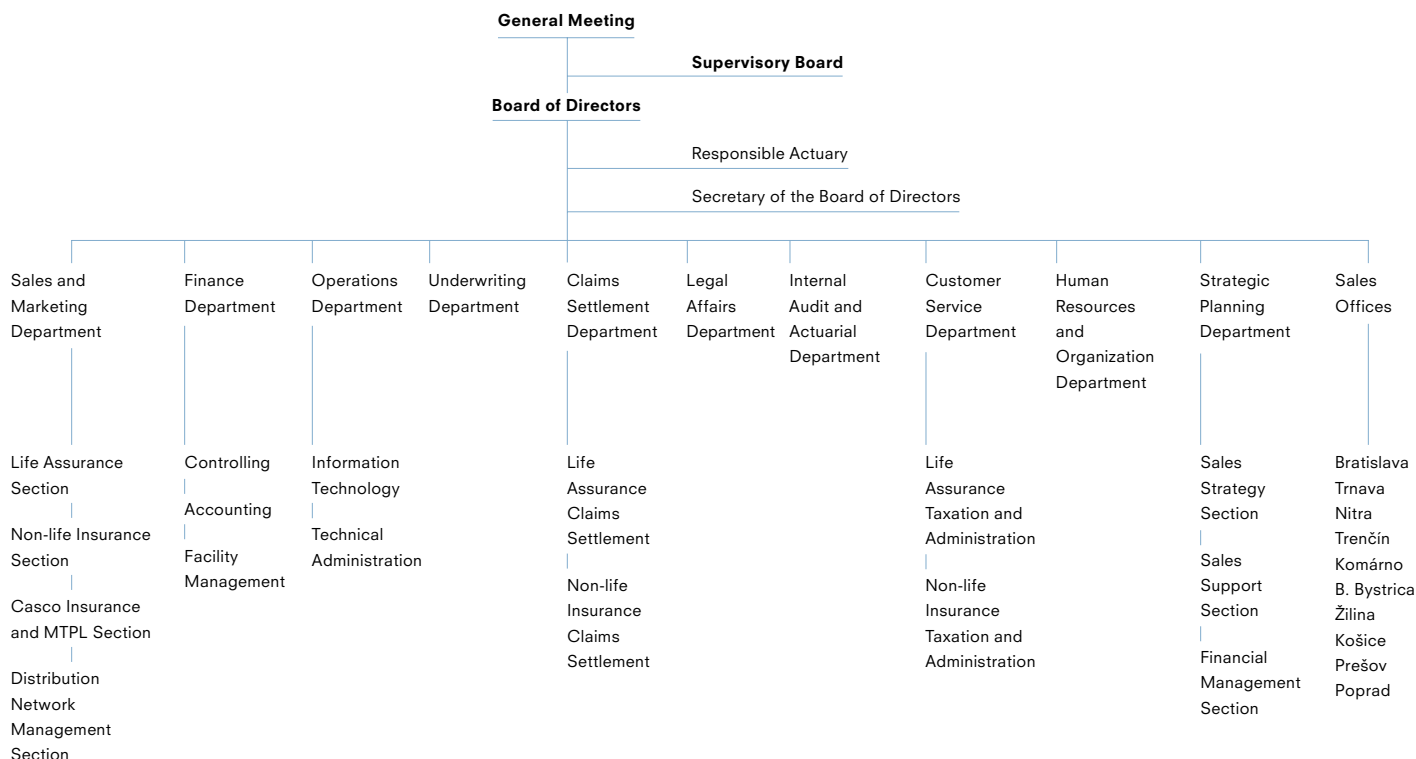 General Meeting
Supervisory Board
Board of Directors
Responsible Actuary
Secretary of the Board of Directors
Sales and
Marketing
Department
Finance
Department
Operations
Department
Underwriting
Department
Claims
Settlement
Department
Legal
Affairs
Department
Internal
Audit and
Actuarial
Department
Customer
Service
Department
Human
Resources
and
Organization
Department
Strategic
Planning
Department
Sales
Offices
Life Assurance
Section
Non-life Insurance
Section
Casco Insurance
and MTPL Section
Distribution
Network
Management
Section
Controlling
Accounting
Facility
Management
Information
Technology
Technical
Administration
Life
Assurance
Claims
Settlement
Non-life
Insurance
Claims
Settlement
Life
Assurance
Taxation and
Administration
Non-life
Insurance
Taxation and
Administration
Sales
Strategy
Section
Sales
Support
Section
Financial
Management
Section
Bratislava
Trnava
Nitra
Trenčín
Komárno
B. Bystrica
Žilina
Košice
Prešov
Poprad